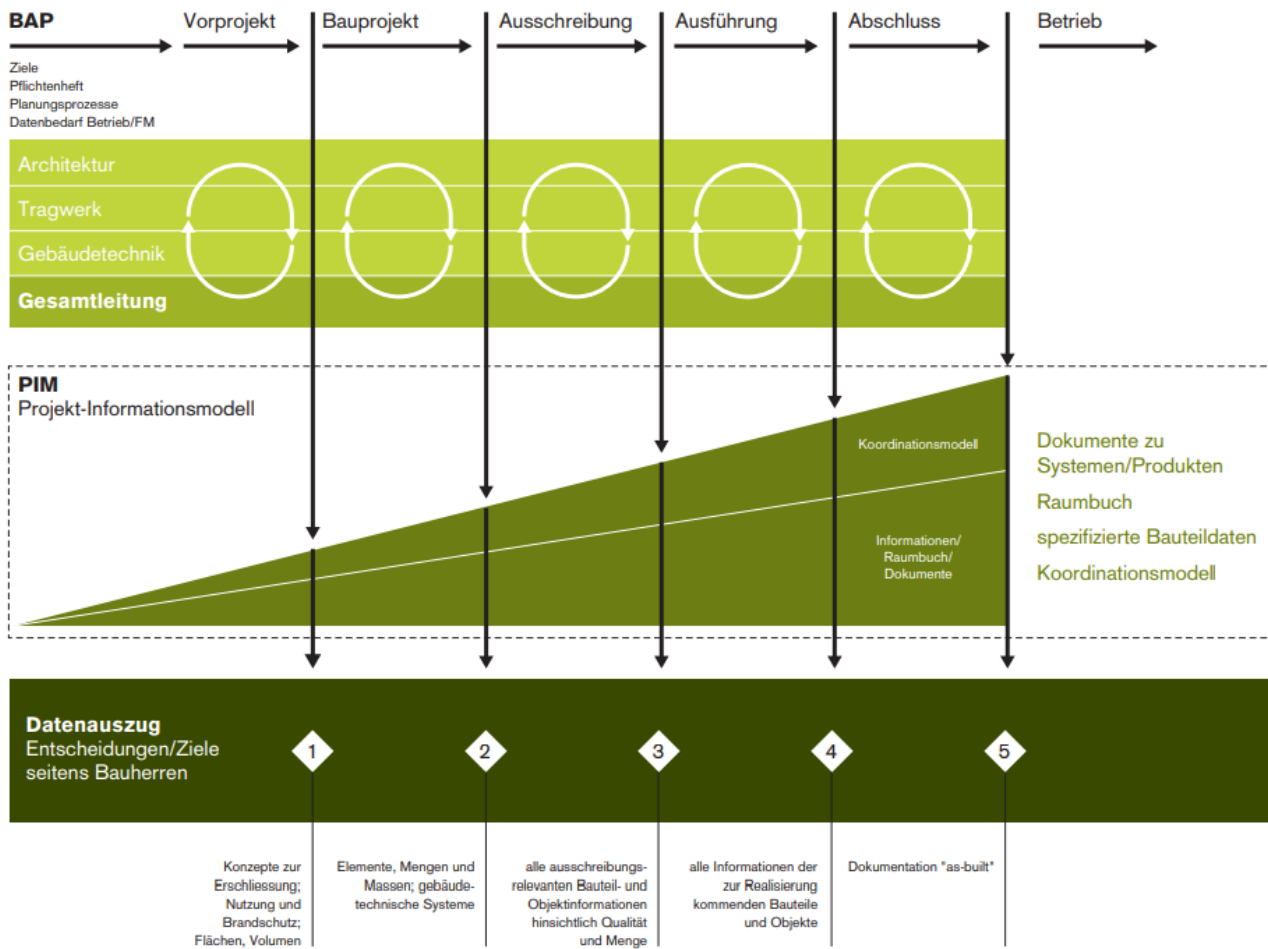 BAP
Vorprojekt
Bauprojekt
Ausschreibung
Ausführung
Abschluss
Betrieb
Ziele
Pflichtenheft
Planungsprozesse
Datenbedarf Betrieb/FM
Architektur
Tragwerk
Gebäudetechnik
Gesamtleitung
PIM
Projekt-Informationsmodell
Koordinationsmodell
Informationen/
Raumbuch/
Dokumente
Dokumente zu
Systemen/Produkten
Raumbuch
spezifizierte Bauteildaten
Koordinationsmodell
Datenauszug
Entscheidungen/Ziele
seitens Bauherren
1
2
3
4
5
Konzepte zur
Erschliessung;
Nutzung und
Brandschutz;
Flächen, Volumen
Elemente, Mengen und
Massen; gebäude-
technische Systeme
alle ausschreibungs-
relevanten Bauteil- und
Objektinformationen
hinsichtlich Qualität
und Menge
alle Informationen der
zur Realisierung
kommenden Bauteile
und Objekte
Dokumentation "as-built"